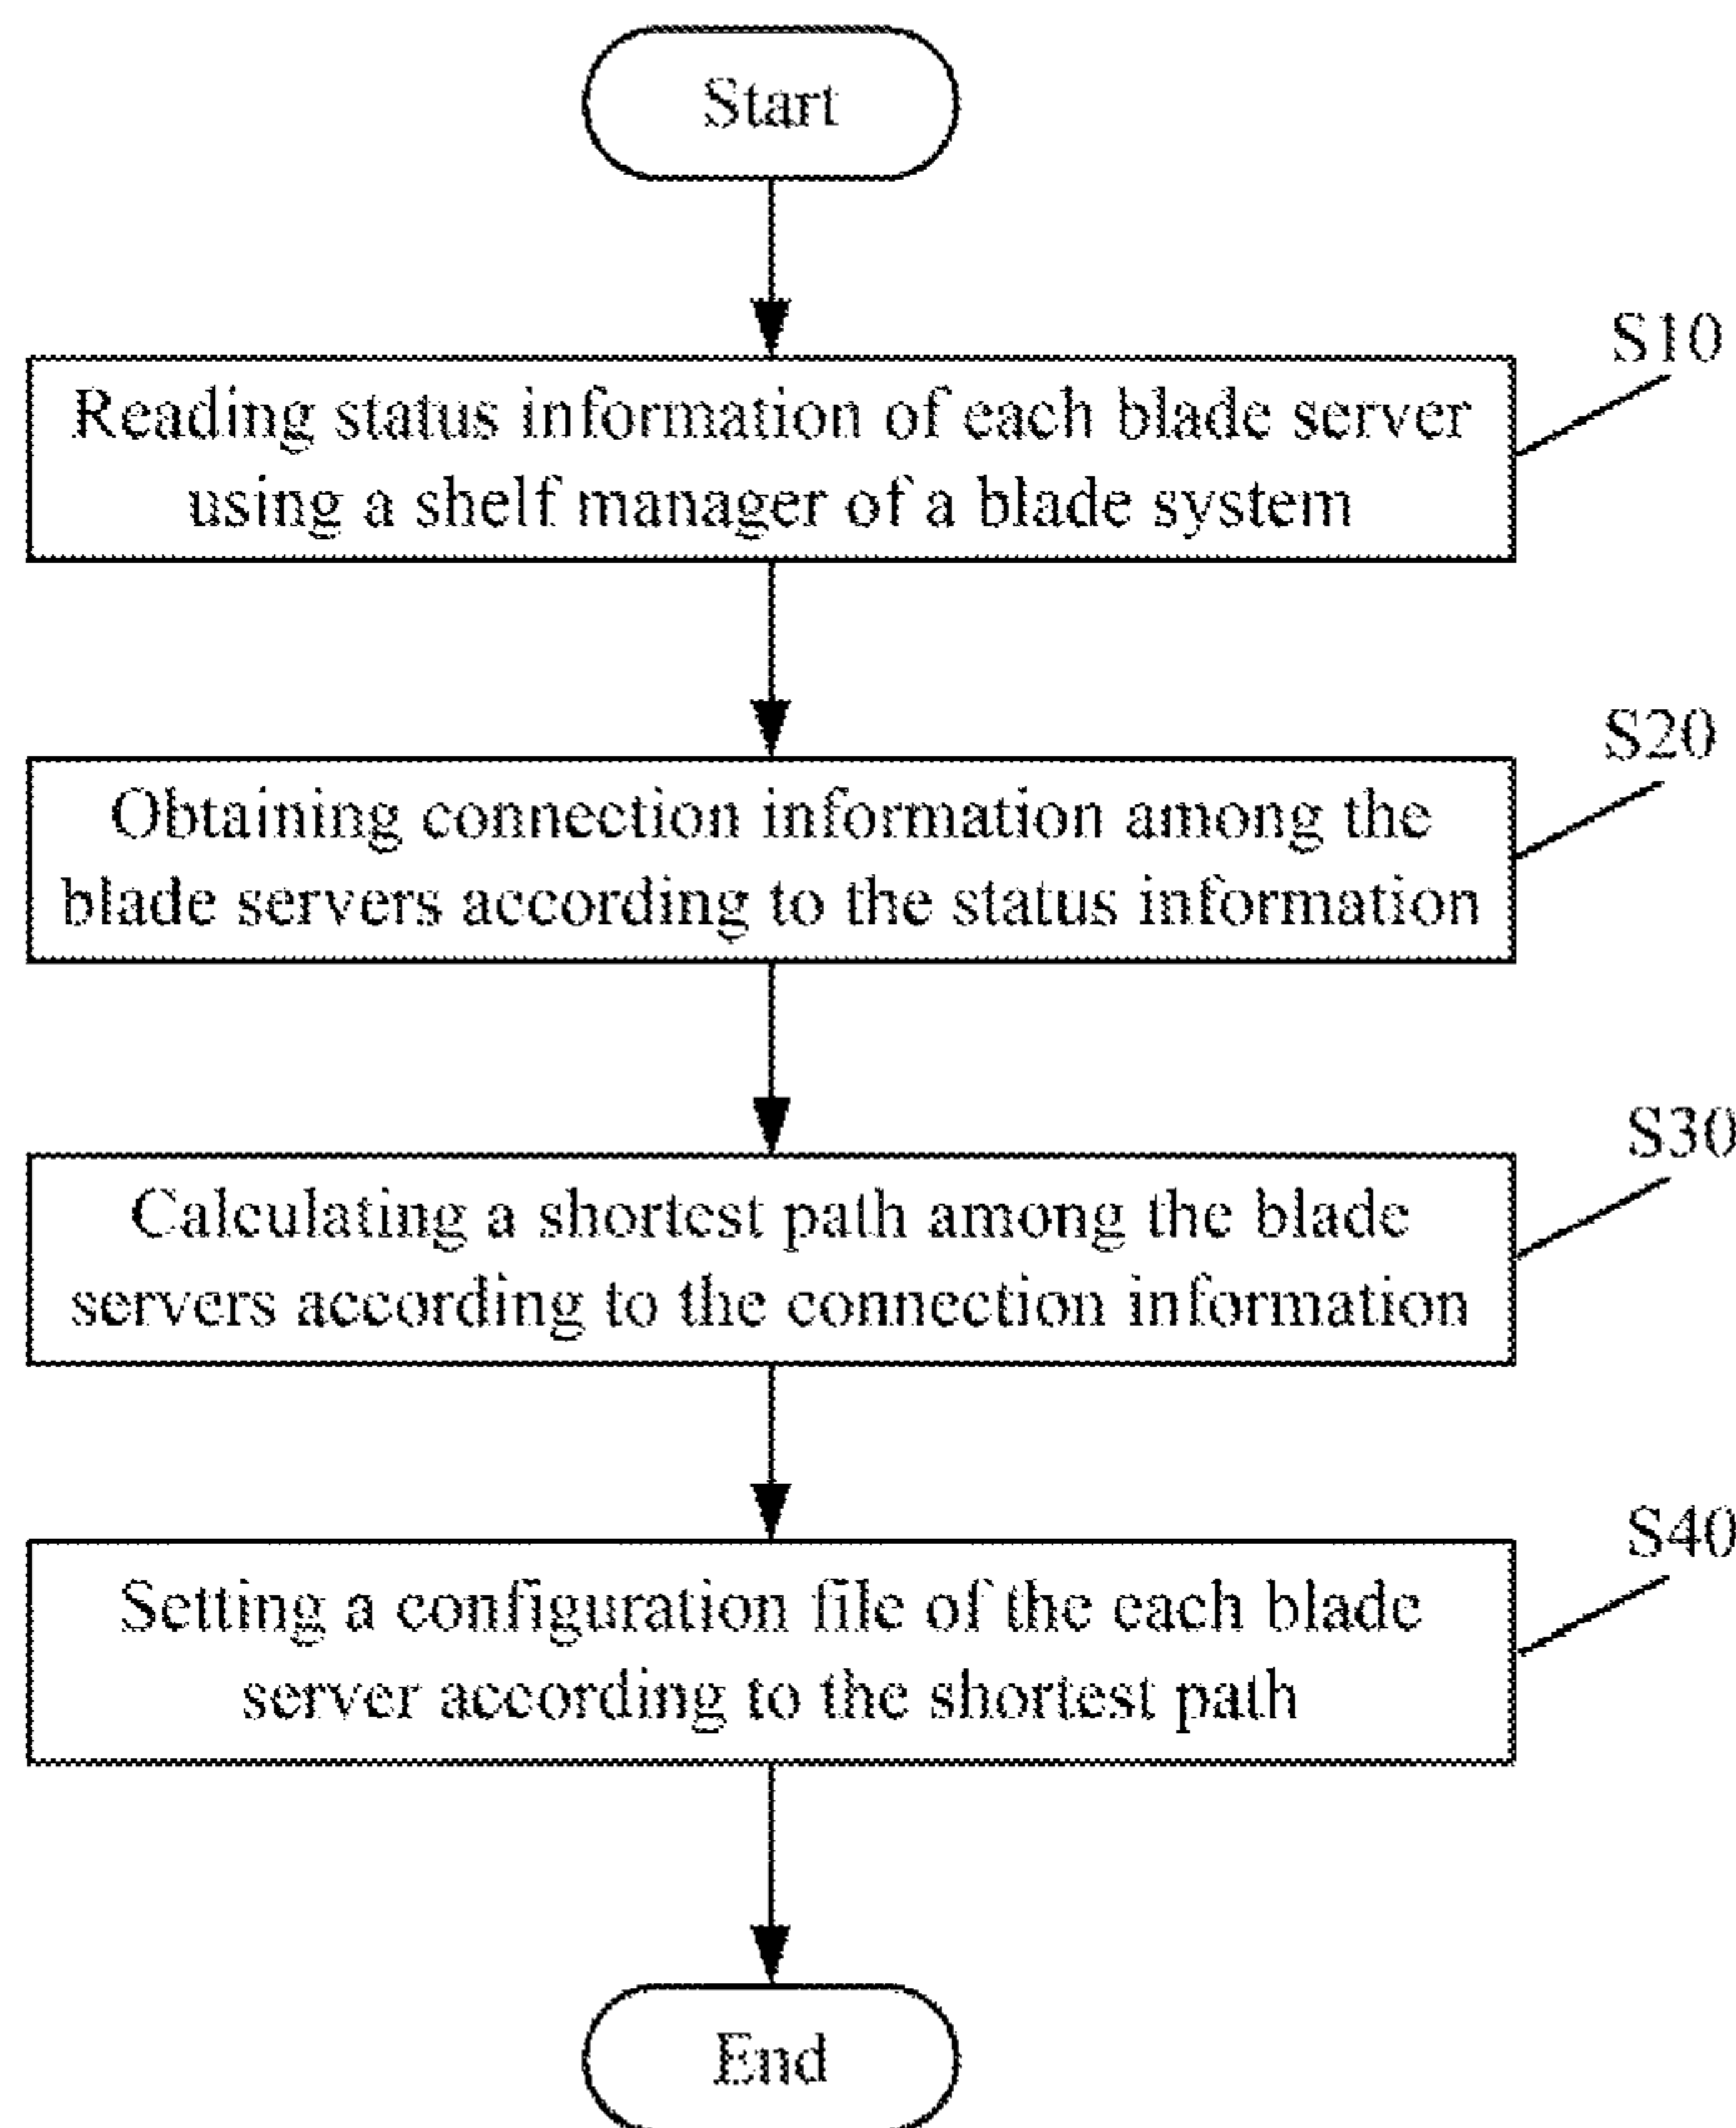 Start
S10
Reading status information of each blade server
using a shelf manager of a blade system
S20
Obtaining connection information among the
blade servers according to the status information
S30
Calculating a shortest path among the blade
servers according to the connection information
S40
Setting a configuration file of the each blade
server according to the shortest path
End